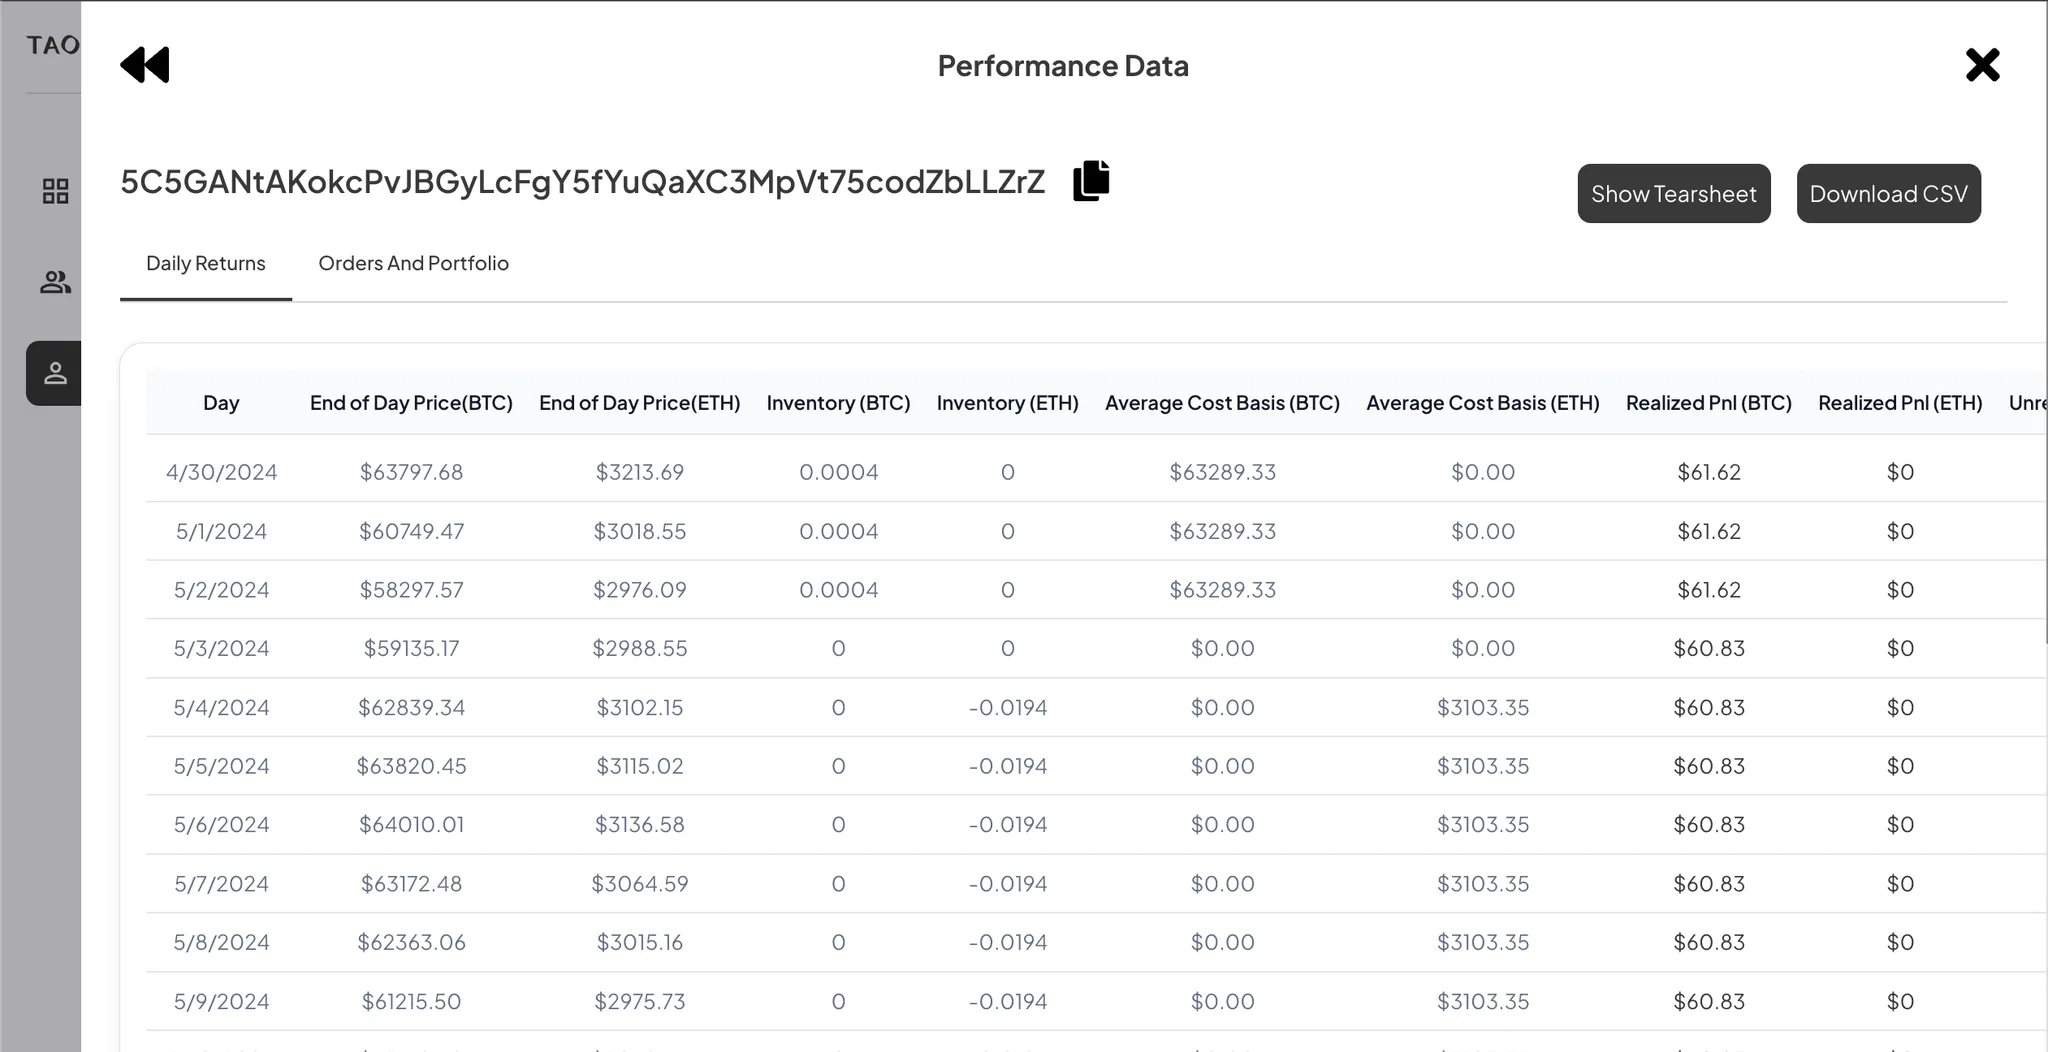 TAO
Performance Data
5C5GANtAKokcPvJBGyLcFgY5fYuQaXC3MpVt75codZbLLZrZ
Show Tearsheet
Download CSV
Daily Returns Orders And Portfolio
Day End of Day Price(BTC) End of Day Price(ETH) Inventory (BTC) Inventory (ETH) Average Cost Basis (BTC) Average Cost Basis (ETH) Realized Pnl (BTC) Realized Pnl (ETH) Unre
4/30/2024 $63797.68 $3213.69 0.0004 0 $63289.33 $0.00 $61.62 $0
5/1/2024 $60749.47 $3018.55 0.0004 0 $63289.33 $0.00 $61.62 $0
5/2/2024 $58297.57 $2976.09 0.0004 0 $63289.33 $0.00 $61.62 $0
5/3/2024 $59135.17 $2988.55 0 0 $0.00 $0.00 $60.83 $0
5/4/2024 $62839.34 $3102.15 0 -0.0194 $0.00 $3103.35 $60.83 $0
5/5/2024 $63820.45 $3115.02 0 -0.0194 $0.00 $3103.35 $60.83 $0
5/6/2024 $64010.01 $3136.58 0 -0.0194 $0.00 $3103.35 $60.83 $0
5/7/2024 $63172.48 $3064.59 0 -0.0194 $0.00 $3103.35 $60.83 $0
5/8/2024 $62363.06 $3015.16 0 -0.0194 $0.00 $3103.35 $60.83 $0
5/9/2024 $61215.50 $2975.73 0 -0.0194 $0.00 $3103.35 $60.83 $0